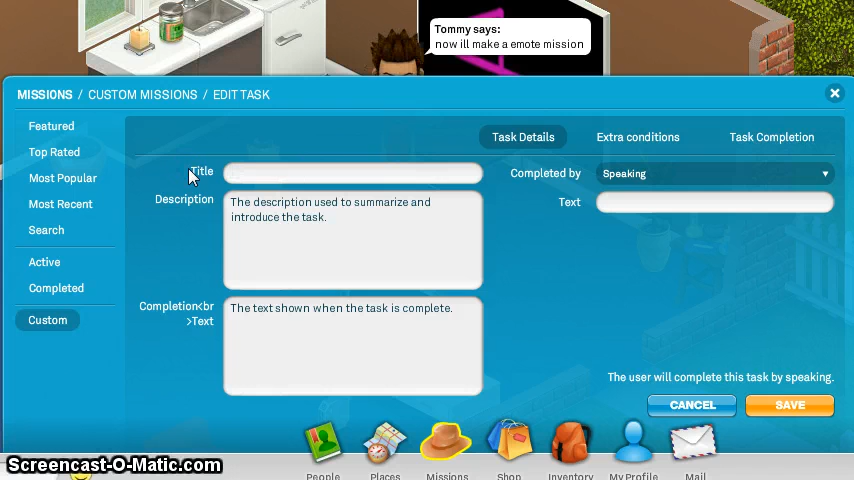 Tommy says:
now ill make a emote mission
MISSIONS / CUSTOM MISSIONS / EDIT TASK
Featured
Top Rated
Most Popular
Most Recent
Search
Active
Completed
Custom
Task Details
Extra conditions
Task Completion
Title
Description
The description used to summarize and
introduce the task.
Completion<br
>Text
The text shown when the task is complete.
Completed by
Speaking
Text
The user will complete this task by speaking.
CANCEL
SAVE
People
Places
Missions
Shop
Inventory
My Profile
Mail
Screencast-O-Matic.com